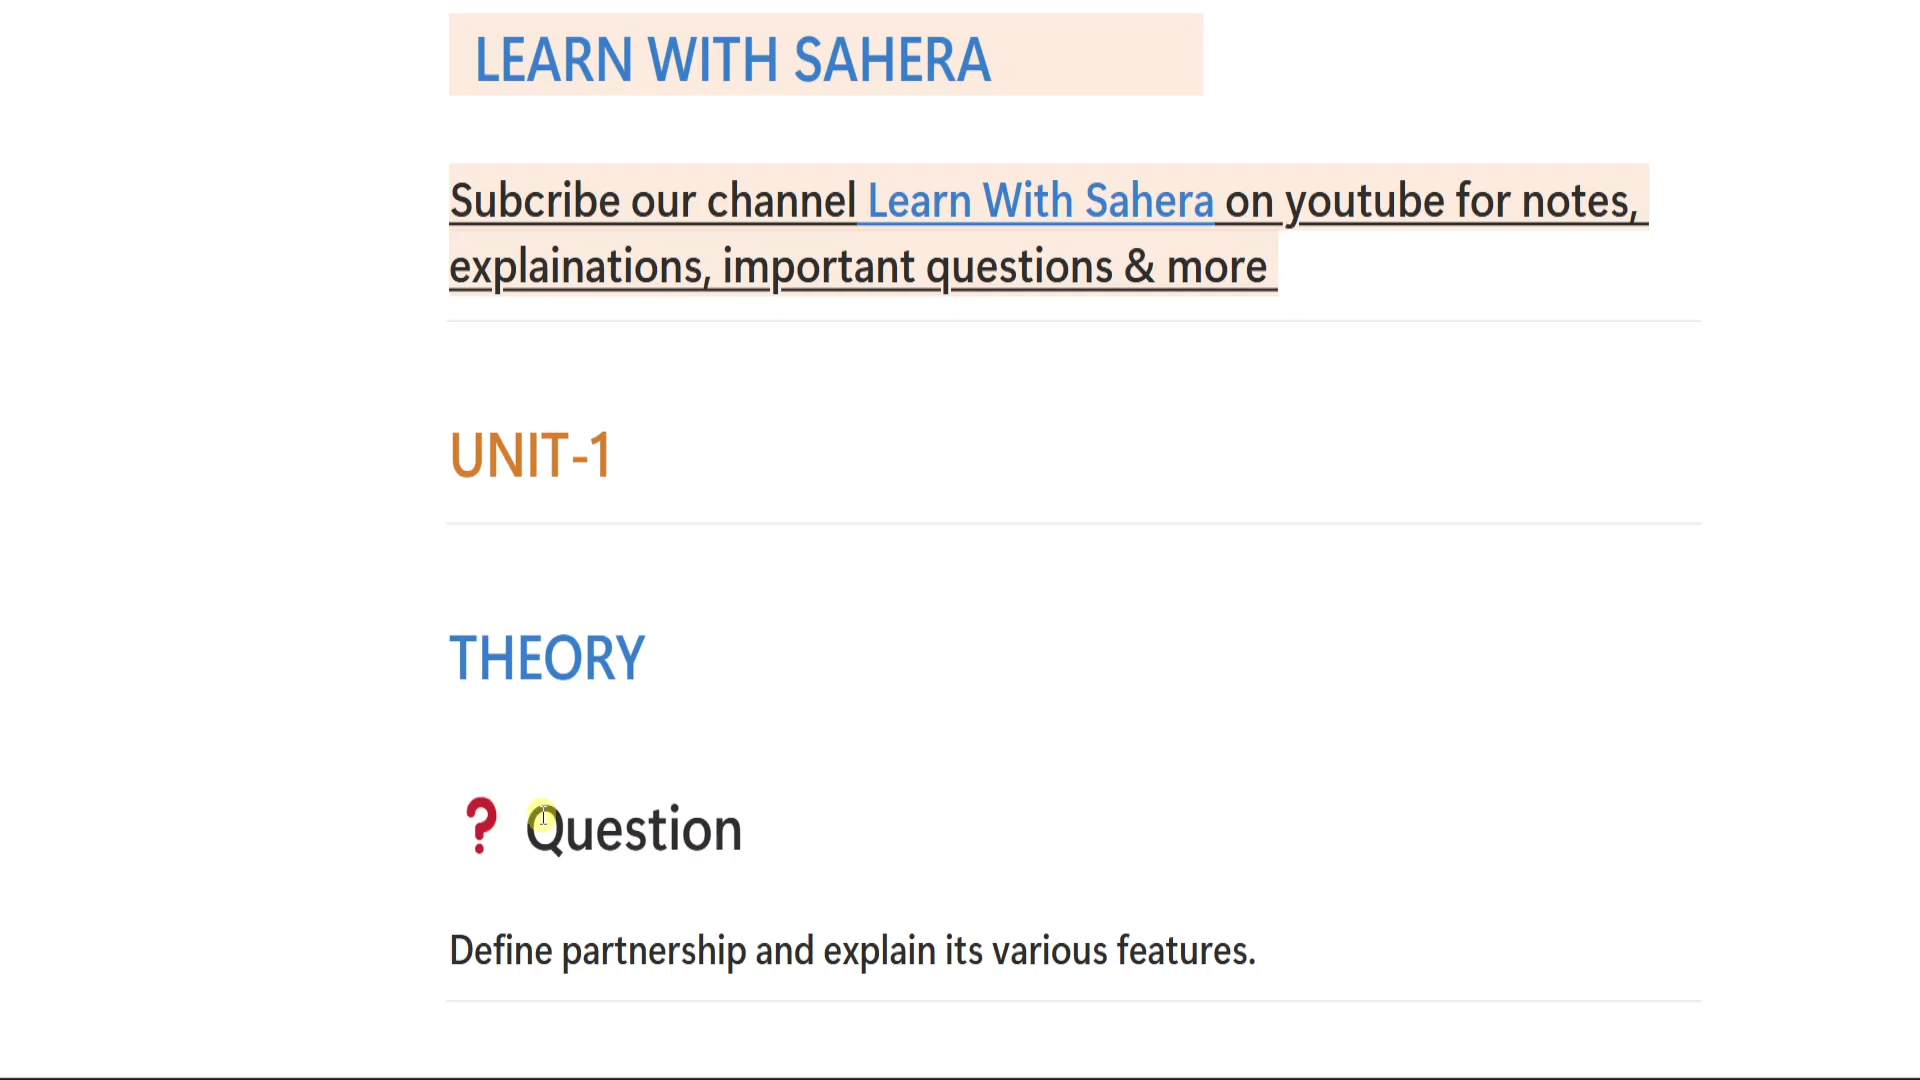 LEARN WITH SAHERA
Subcribe our channel Learn With Sahera on youtube for notes,
explainations, important questions & more
UNIT-1
THEORY
❓ Question
Define partnership and explain its various features.